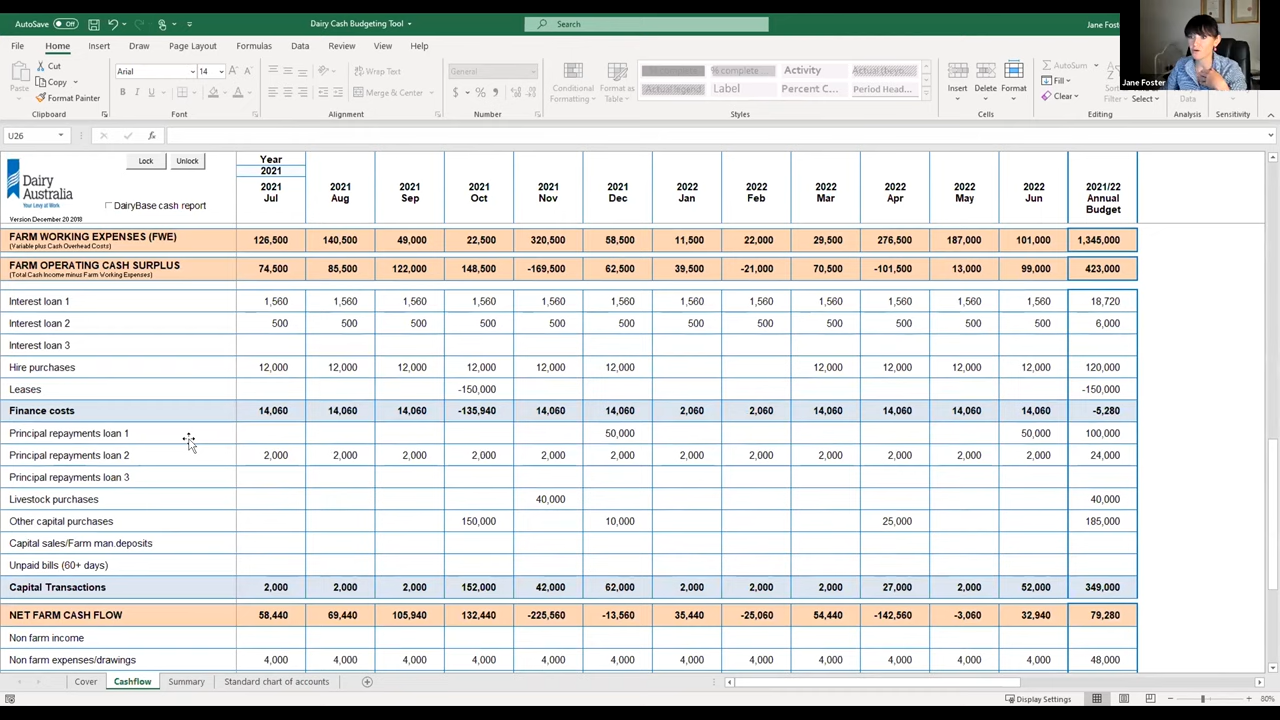 AutoSave Off Dairy Cash Budgeting Tool Search Jane Fos
File Home Insert Draw Page Layout Formulas Data Review View Help
Cut Arial 14 Wrap Text General % complete Activity Actual (beyo... AutoSum
Paste Copy Conditional Formatting Format as Table Actual legend Label Percent C... Period Head... Insert Delete Format Fill Jane Foster
Format Painter Merge & Center Clear Select Data
Clipboard Font Alignment Number Styles Cells Editing Analysis Sensitivity
U26 fx
Lock Unlock Year
2021
Dairy Australia 2021 Jul 2021 Aug 2021 Sep 2021 Oct 2021 Nov 2021 Dec 2022 Jan 2022 Feb 2022 Mar 2022 Apr 2022 May 2022 Jun 2021/22 Annual Budget
Your Levy at Work DairyBase cash report
Version December 20 2018
FARM WORKING EXPENSES (FWE) 126,500 140,500 49,000 22,500 320,500 58,500 11,500 22,000 29,500 276,500 187,000 101,000 1,345,000
(Variable plus Cash Overhead Costs)
FARM OPERATING CASH SURPLUS 74,500 85,500 122,000 148,500 -169,500 62,500 39,500 -21,000 70,500 -101,500 13,000 99,000 423,000
(Total Cash Income minus Farm Working Expenses)
Interest loan 1 1,560 1,560 1,560 1,560 1,560 1,560 1,560 1,560 1,560 1,560 1,560 1,560 18,720
Interest loan 2 500 500 500 500 500 500 500 500 500 500 500 500 6,000
Interest loan 3
Hire purchases 12,000 12,000 12,000 12,000 12,000 12,000 12,000 12,000 12,000 12,000 120,000
Leases -150,000 -150,000
Finance costs 14,060 14,060 14,060 -135,940 14,060 14,060 2,060 2,060 14,060 14,060 14,060 14,060 -5,280
Principal repayments loan 1 50,000 50,000 100,000
Principal repayments loan 2 2,000 2,000 2,000 2,000 2,000 2,000 2,000 2,000 2,000 2,000 2,000 2,000 24,000
Principal repayments loan 3
Livestock purchases 40,000 40,000
Other capital purchases 150,000 10,000 25,000 185,000
Capital sales/Farm man.deposits
Unpaid bills (60+ days)
Capital Transactions 2,000 2,000 2,000 152,000 42,000 62,000 2,000 2,000 2,000 27,000 2,000 52,000 349,000
NET FARM CASH FLOW 58,440 69,440 105,940 132,440 -225,560 -13,560 35,440 -25,060 54,440 -142,560 -3,060 32,940 79,280
Non farm income
Non farm expenses/drawings 4,000 4,000 4,000 4,000 4,000 4,000 4,000 4,000 4,000 4,000 4,000 4,000 48,000
Cover Cashflow Summary Standard chart of accounts
Display Settings 80%